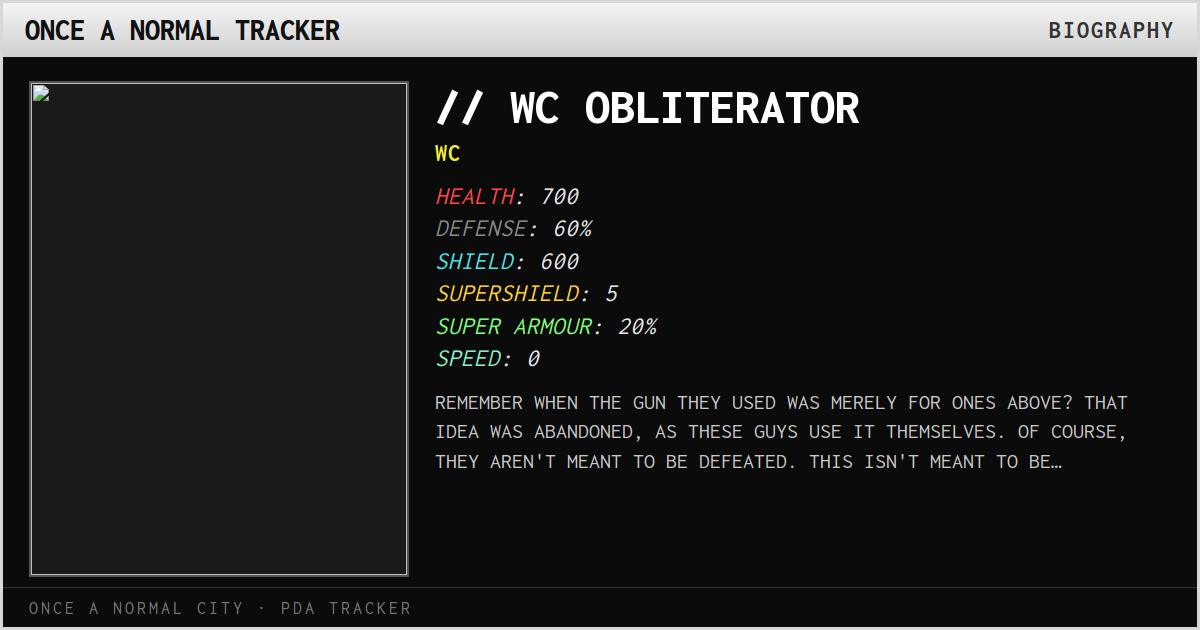 ONCE A NORMAL TRACKER
BIOGRAPHY
// WC OBLITERATOR
WC
HEALTH: 700
DEFENSE: 60%
SHIELD: 600
SUPERSHIELD: 5
SUPER ARMOUR: 20%
SPEED: 0
REMEMBER WHEN THE GUN THEY USED WAS MERELY FOR ONES ABOVE? THAT
IDEA WAS ABANDONED, AS THESE GUYS USE IT THEMSELVES. OF COURSE,
THEY AREN'T MEANT TO BE DEFEATED. THIS ISN'T MEANT TO BE…
ONCE A NORMAL CITY · PDA TRACKER